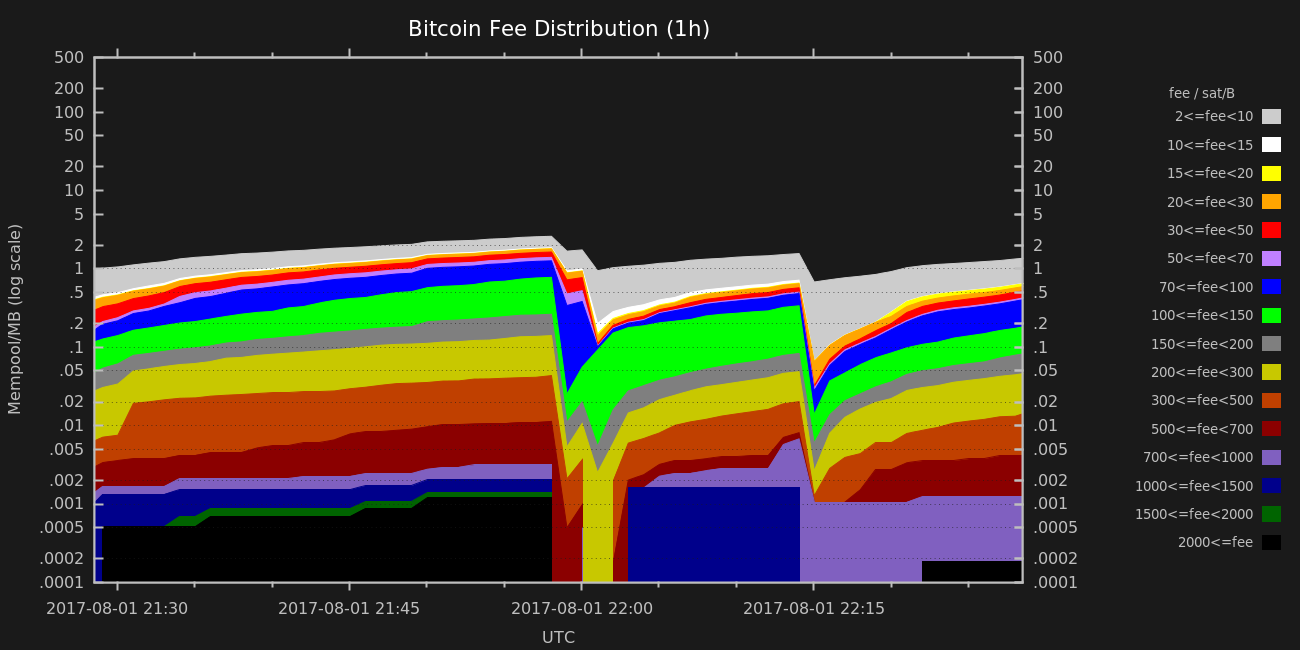 Bitcoin Fee Distribution (1h)
Mempool/MB (log scale)
500
200
100
50
20
10
5
2
1
.5
.2
.1
.05
.02
.01
.005
.002
.001
.0005
.0002
.0001
500
200
100
50
20
10
5
2
1
.5
.2
.1
.05
.02
.01
.005
.002
.001
.0005
.0002
.0001
2017-08-01 21:30
2017-08-01 21:45
2017-08-01 22:00
2017-08-01 22:15
UTC
fee / sat/B
2<=fee<10
10<=fee<15
15<=fee<20
20<=fee<30
30<=fee<50
50<=fee<70
70<=fee<100
100<=fee<150
150<=fee<200
200<=fee<300
300<=fee<500
500<=fee<700
700<=fee<1000
1000<=fee<1500
1500<=fee<2000
2000<=fee